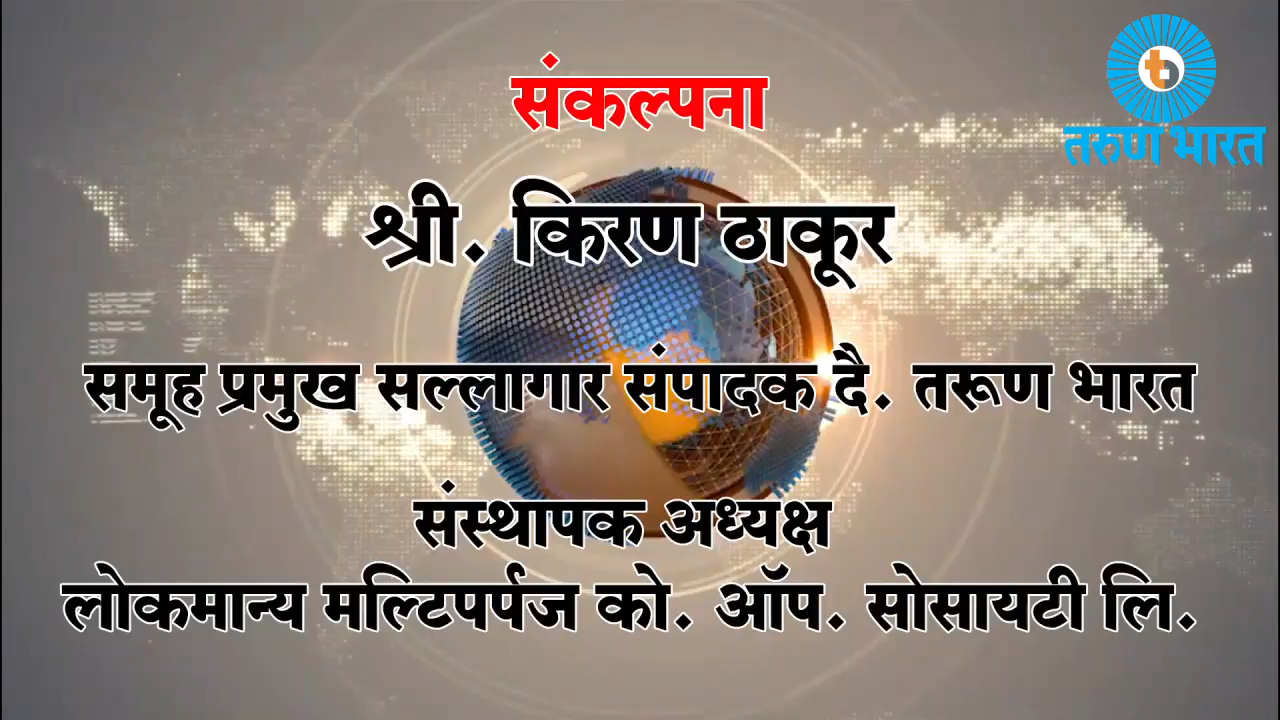 संकल्पना
तरुण भारत
श्री. किरण ठाकूर
समूह प्रमुख सल्लागार संपादक दै. तरूण भारत
संस्थापक अध्यक्ष
लोकमान्य मल्टिपर्पज को. ऑप. सोसायटी लि.